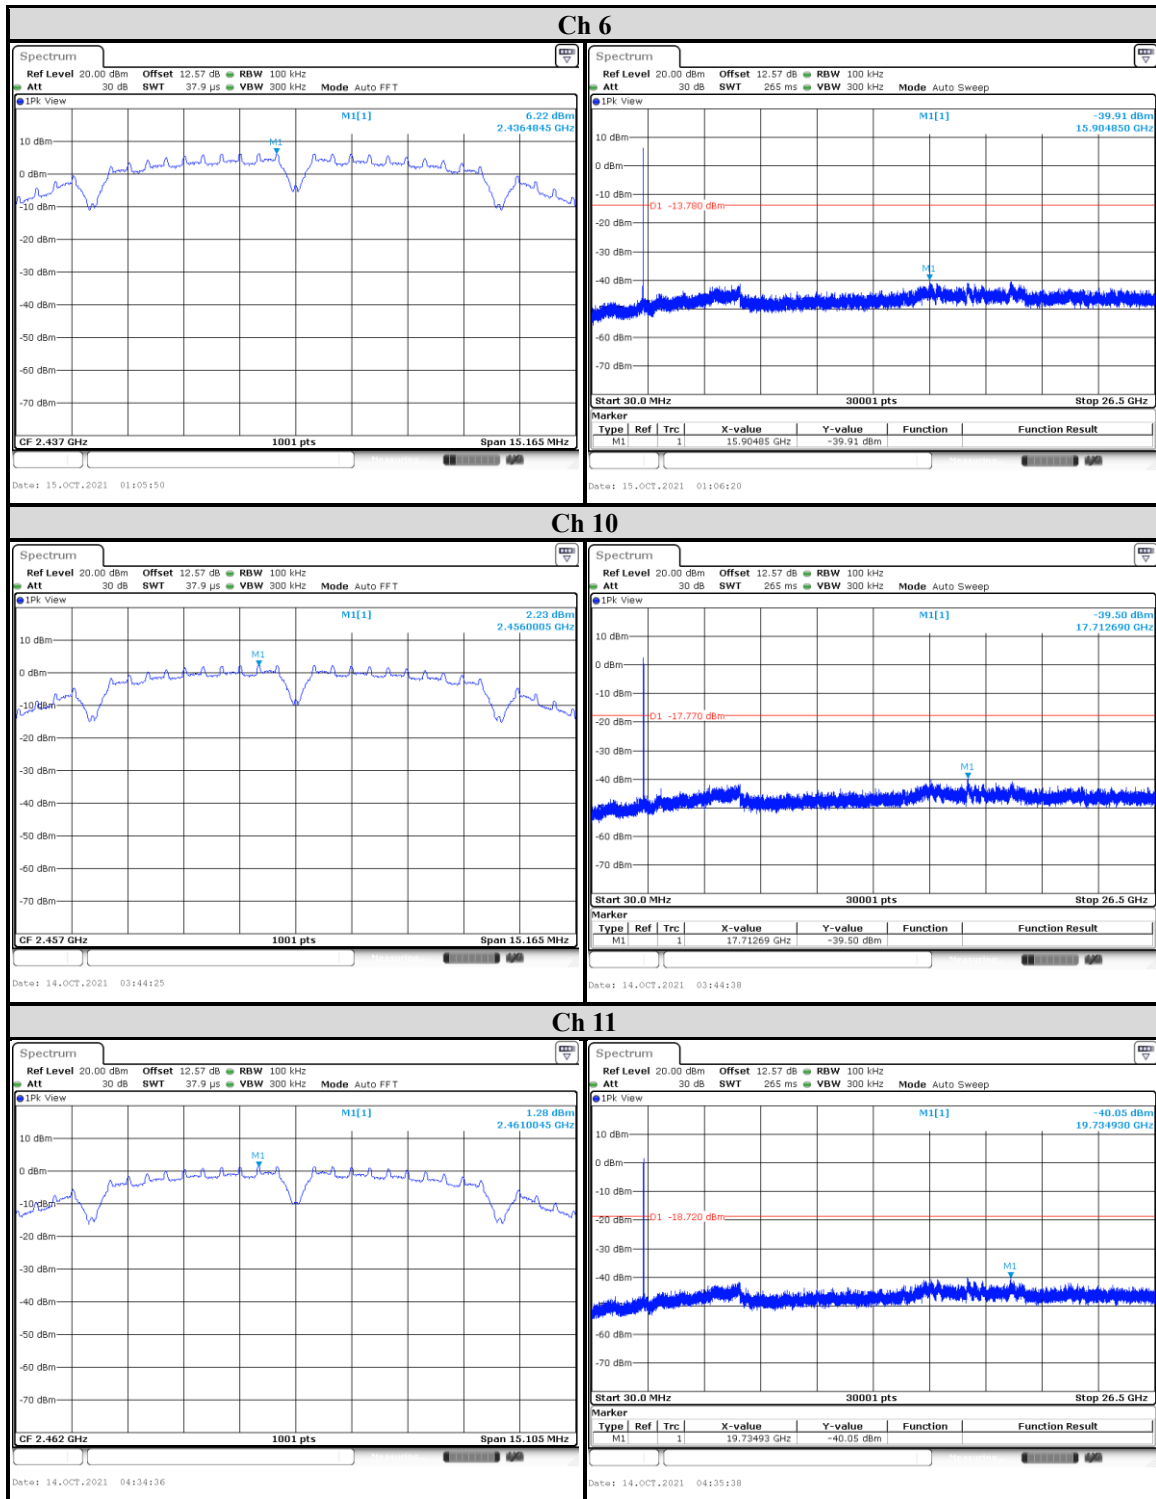 Ch 6
Spectrum
Ref Level 20.00 dBm Offset 12.57 dB RBW 100 kHz
Att 30 dB SWT 37.9 µs VBW 300 kHz Mode Auto FFT
1Pk View
M1[1] 6.22 dBm
2.4364845 GHz
M1
10 dBm
0 dBm
-10 dBm
-20 dBm
-30 dBm
-40 dBm
-50 dBm
-60 dBm
-70 dBm
CF 2.437 GHz 1001 pts Span 15.165 MHz
Date: 15.OCT.2021 01:05:50
Spectrum
Ref Level 20.00 dBm Offset 12.57 dB RBW 100 kHz
Att 30 dB SWT 265 ms VBW 300 kHz Mode Auto Sweep
1Pk View
M1[1] -39.91 dBm
15.904850 GHz
10 dBm
0 dBm
-10 dBm
D1 -13.780 dBm
-20 dBm
-30 dBm
M1
-40 dBm
-60 dBm
-70 dBm
Start 30.0 MHz 30001 pts Stop 26.5 GHz
Marker
Type Ref Trc X-value Y-value Function Function Result
M1 1 15.90485 GHz -39.91 dBm
Date: 15.OCT.2021 01:06:20
Ch 10
Spectrum
Ref Level 20.00 dBm Offset 12.57 dB RBW 100 kHz
Att 30 dB SWT 37.9 µs VBW 300 kHz Mode Auto FFT
1Pk View
M1[1] 2.23 dBm
2.4560005 GHz
10 dBm
M1
0 dBm
-10 dBm
-20 dBm
-30 dBm
-40 dBm
-50 dBm
-60 dBm
-70 dBm
CF 2.457 GHz 1001 pts Span 15.165 MHz
Date: 14.OCT.2021 03:44:25
Spectrum
Ref Level 20.00 dBm Offset 12.57 dB RBW 100 kHz
Att 30 dB SWT 265 ms VBW 300 kHz Mode Auto Sweep
1Pk View
M1[1] -39.50 dBm
17.712690 GHz
10 dBm
0 dBm
-10 dBm
D1 -17.770 dBm
-20 dBm
-30 dBm
M1
-40 dBm
-60 dBm
-70 dBm
Start 30.0 MHz 30001 pts Stop 26.5 GHz
Marker
Type Ref Trc X-value Y-value Function Function Result
M1 1 17.71269 GHz -39.50 dBm
Date: 14.OCT.2021 03:44:38
Ch 11
Spectrum
Ref Level 20.00 dBm Offset 12.57 dB RBW 100 kHz
Att 30 dB SWT 37.9 µs VBW 300 kHz Mode Auto FFT
1Pk View
M1[1] 1.28 dBm
2.4610045 GHz
10 dBm
M1
0 dBm
-10 dBm
-20 dBm
-30 dBm
-40 dBm
-50 dBm
-60 dBm
-70 dBm
CF 2.462 GHz 1001 pts Span 15.105 MHz
Date: 14.OCT.2021 04:34:36
Spectrum
Ref Level 20.00 dBm Offset 12.57 dB RBW 100 kHz
Att 30 dB SWT 265 ms VBW 300 kHz Mode Auto Sweep
1Pk View
M1[1] -40.05 dBm
19.734930 GHz
10 dBm
0 dBm
-10 dBm
D1 -18.720 dBm
-20 dBm
-30 dBm
M1
-40 dBm
-60 dBm
-70 dBm
Start 30.0 MHz 30001 pts Stop 26.5 GHz
Marker
Type Ref Trc X-value Y-value Function Function Result
M1 1 19.73493 GHz -40.05 dBm
Date: 14.OCT.2021 04:35:38